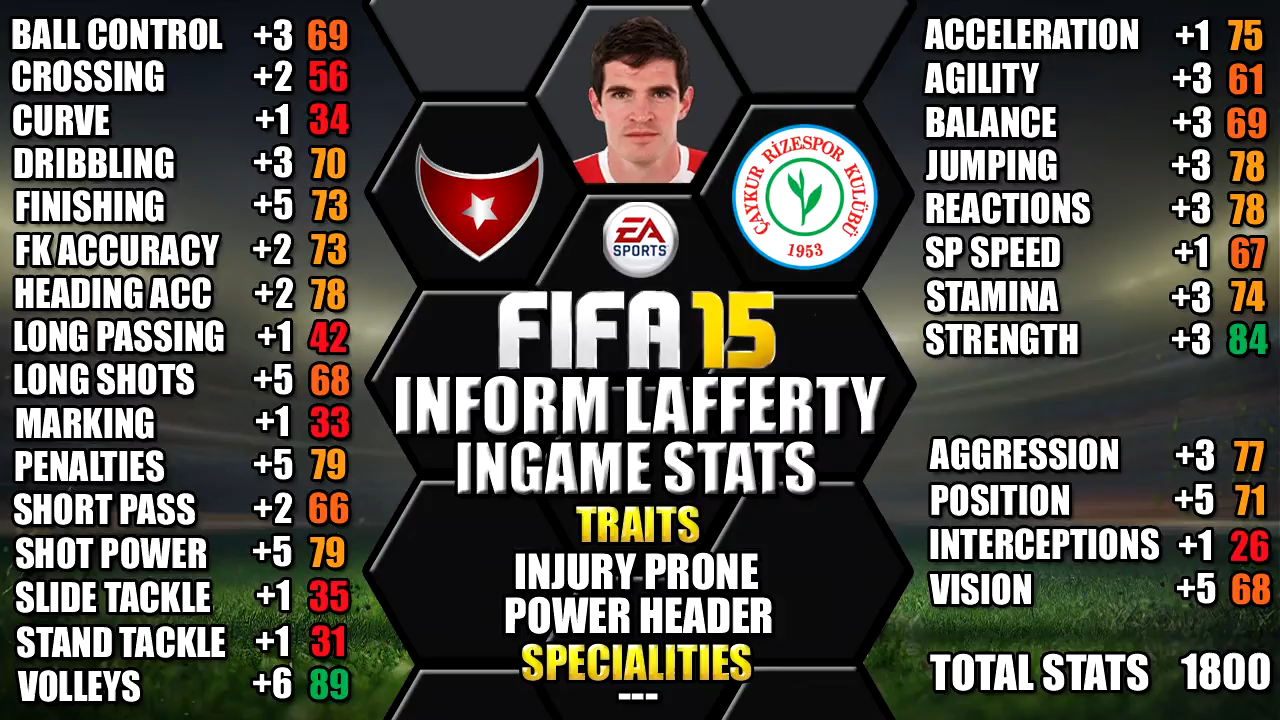 BALL CONTROL +3 69
CROSSING +2 56
CURVE +1 34
DRIBBLING +3 70
FINISHING +5 73
FK ACCURACY +2 73
HEADING ACC +2 78
LONG PASSING +1 42
LONG SHOTS +5 68
MARKING +1 33
PENALTIES +5 79
SHORT PASS +2 66
SHOT POWER +5 79
SLIDE TACKLE +1 35
STAND TACKLE +1 31
VOLLEYS +6 89
ÇAYKUR RİZESPOR KULÜBÜ
1953
EA
SPORTS
FIFA 15
INFORM LAFFERTY
INGAME STATS
TRAITS
INJURY PRONE
POWER HEADER
SPECIALITIES
---
ACCELERATION +1 75
AGILITY +3 61
BALANCE +3 69
JUMPING +3 78
REACTIONS +3 78
SP SPEED +1 67
STAMINA +3 74
STRENGTH +3 84
AGGRESSION +3 77
POSITION +5 71
INTERCEPTIONS +1 26
VISION +5 68
TOTAL STATS 1800